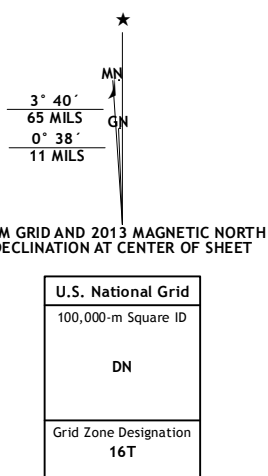 ★
MN
3° 40´
65 MILS
GN
0° 38´
11 MILS
M GRID AND 2013 MAGNETIC NORTH
DECLINATION AT CENTER OF SHEET
U.S. National Grid
100,000-m Square ID
DN
Grid Zone Designation
16T